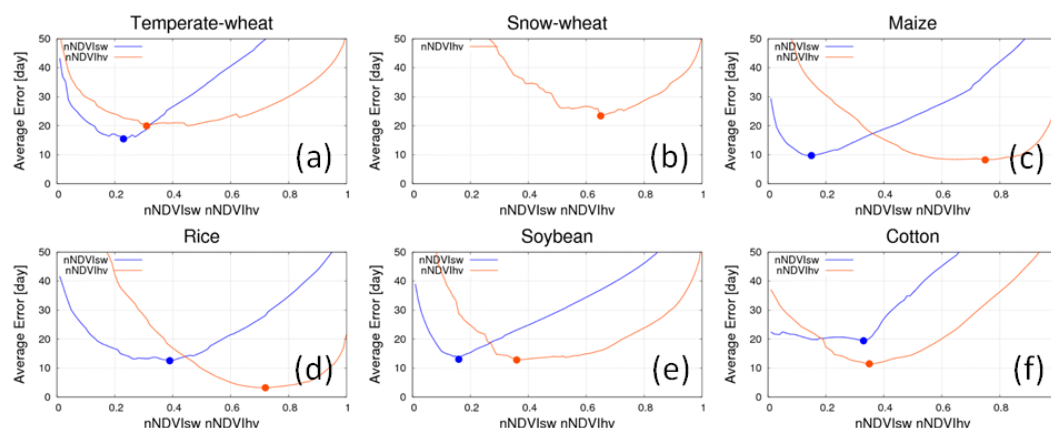 Temperate-wheat
nNDVIsw
nNDVIhv
Average Error [day]
50
40
30
20
10
0
0 0.2 0.4 0.6 0.8 1
nNDVIsw nNDVIhv
(a)
Snow-wheat
nNDVIhv
Average Error [day]
50
40
30
20
10
0
0 0.2 0.4 0.6 0.8 1
nNDVIsw nNDVIhv
(b)
Maize
nNDVIsw
nNDVIhv
Average Error [day]
50
40
30
20
10
0
0 0.2 0.4 0.6 0.8
nNDVIsw nNDVIhv
(c)
Rice
nNDVIsw
nNDVIhv
Average Error [day]
50
40
30
20
10
0
0 0.2 0.4 0.6 0.8 1
nNDVIsw nNDVIhv
(d)
Soybean
nNDVIsw
nNDVIhv
Average Error [day]
50
40
30
20
10
0
0 0.2 0.4 0.6 0.8 1
nNDVIsw nNDVIhv
(e)
Cotton
nNDVIsw
nNDVIhv
Average Error [day]
50
40
30
20
10
0
0 0.2 0.4 0.6 0.8
nNDVIsw nNDVIhv
(f)